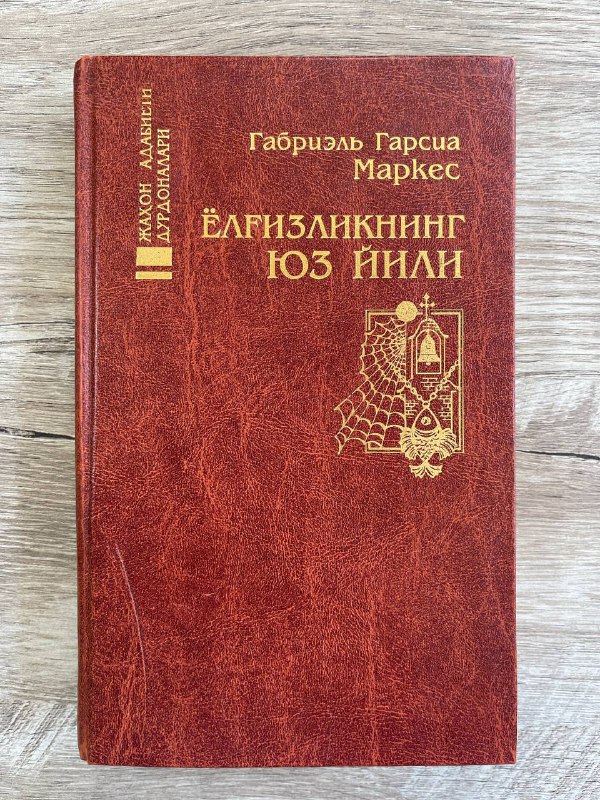 Габриэль Гарсиа
Маркес
ЁЛҒИЗЛИКНИНГ
ЮЗ ЙИЛИ
ЖАҲОН АДАБИЁТИ
ДУРДОНАЛАРИ